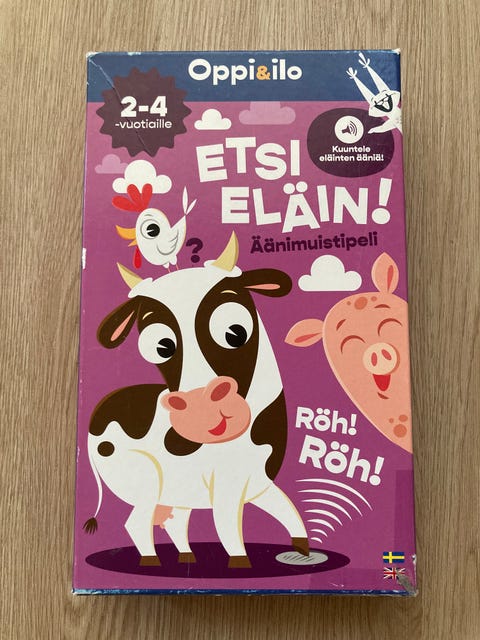 Oppi&ilo
2-4
-vuotiaille
Kuuntele
eläinten ääniä!
ETSI
ELÄIN!
Äänimuistipeli
?
Röh!
Röh!